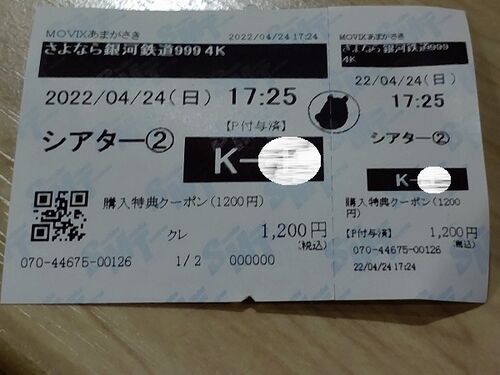 MOVIXあまがさき 2022/04/24 17:24
さよなら銀河鉄道999 4K
2022/04/24(日) 17:25
【P付与済】
シアター② K-
購入特典クーポン(1200円)
クレ 1,200円
(税込)
070-44675-00126 1/2 000000
MOVIXあまがさき
さよなら銀河鉄道999
4K
22/04/24(日)
17:25
シアター②
K-
購入特典クーポン(1200
円)
【P付与済】 1,200円
(税込)
070-44675-00126
22/04/24 17:24